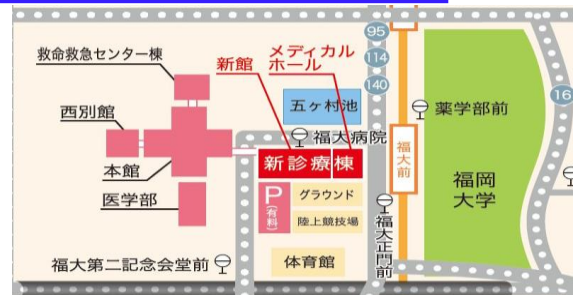 救命救急センター棟
新館
メディカル
ホール
95
114
140
16
五ヶ村池
薬学部前
西別館
福大病院
新診療棟
福大前
本館
福岡
大学
医学部
P
(有料)
グラウンド
陸上競技場
福大正門前
福大第二記念会堂前
体育館